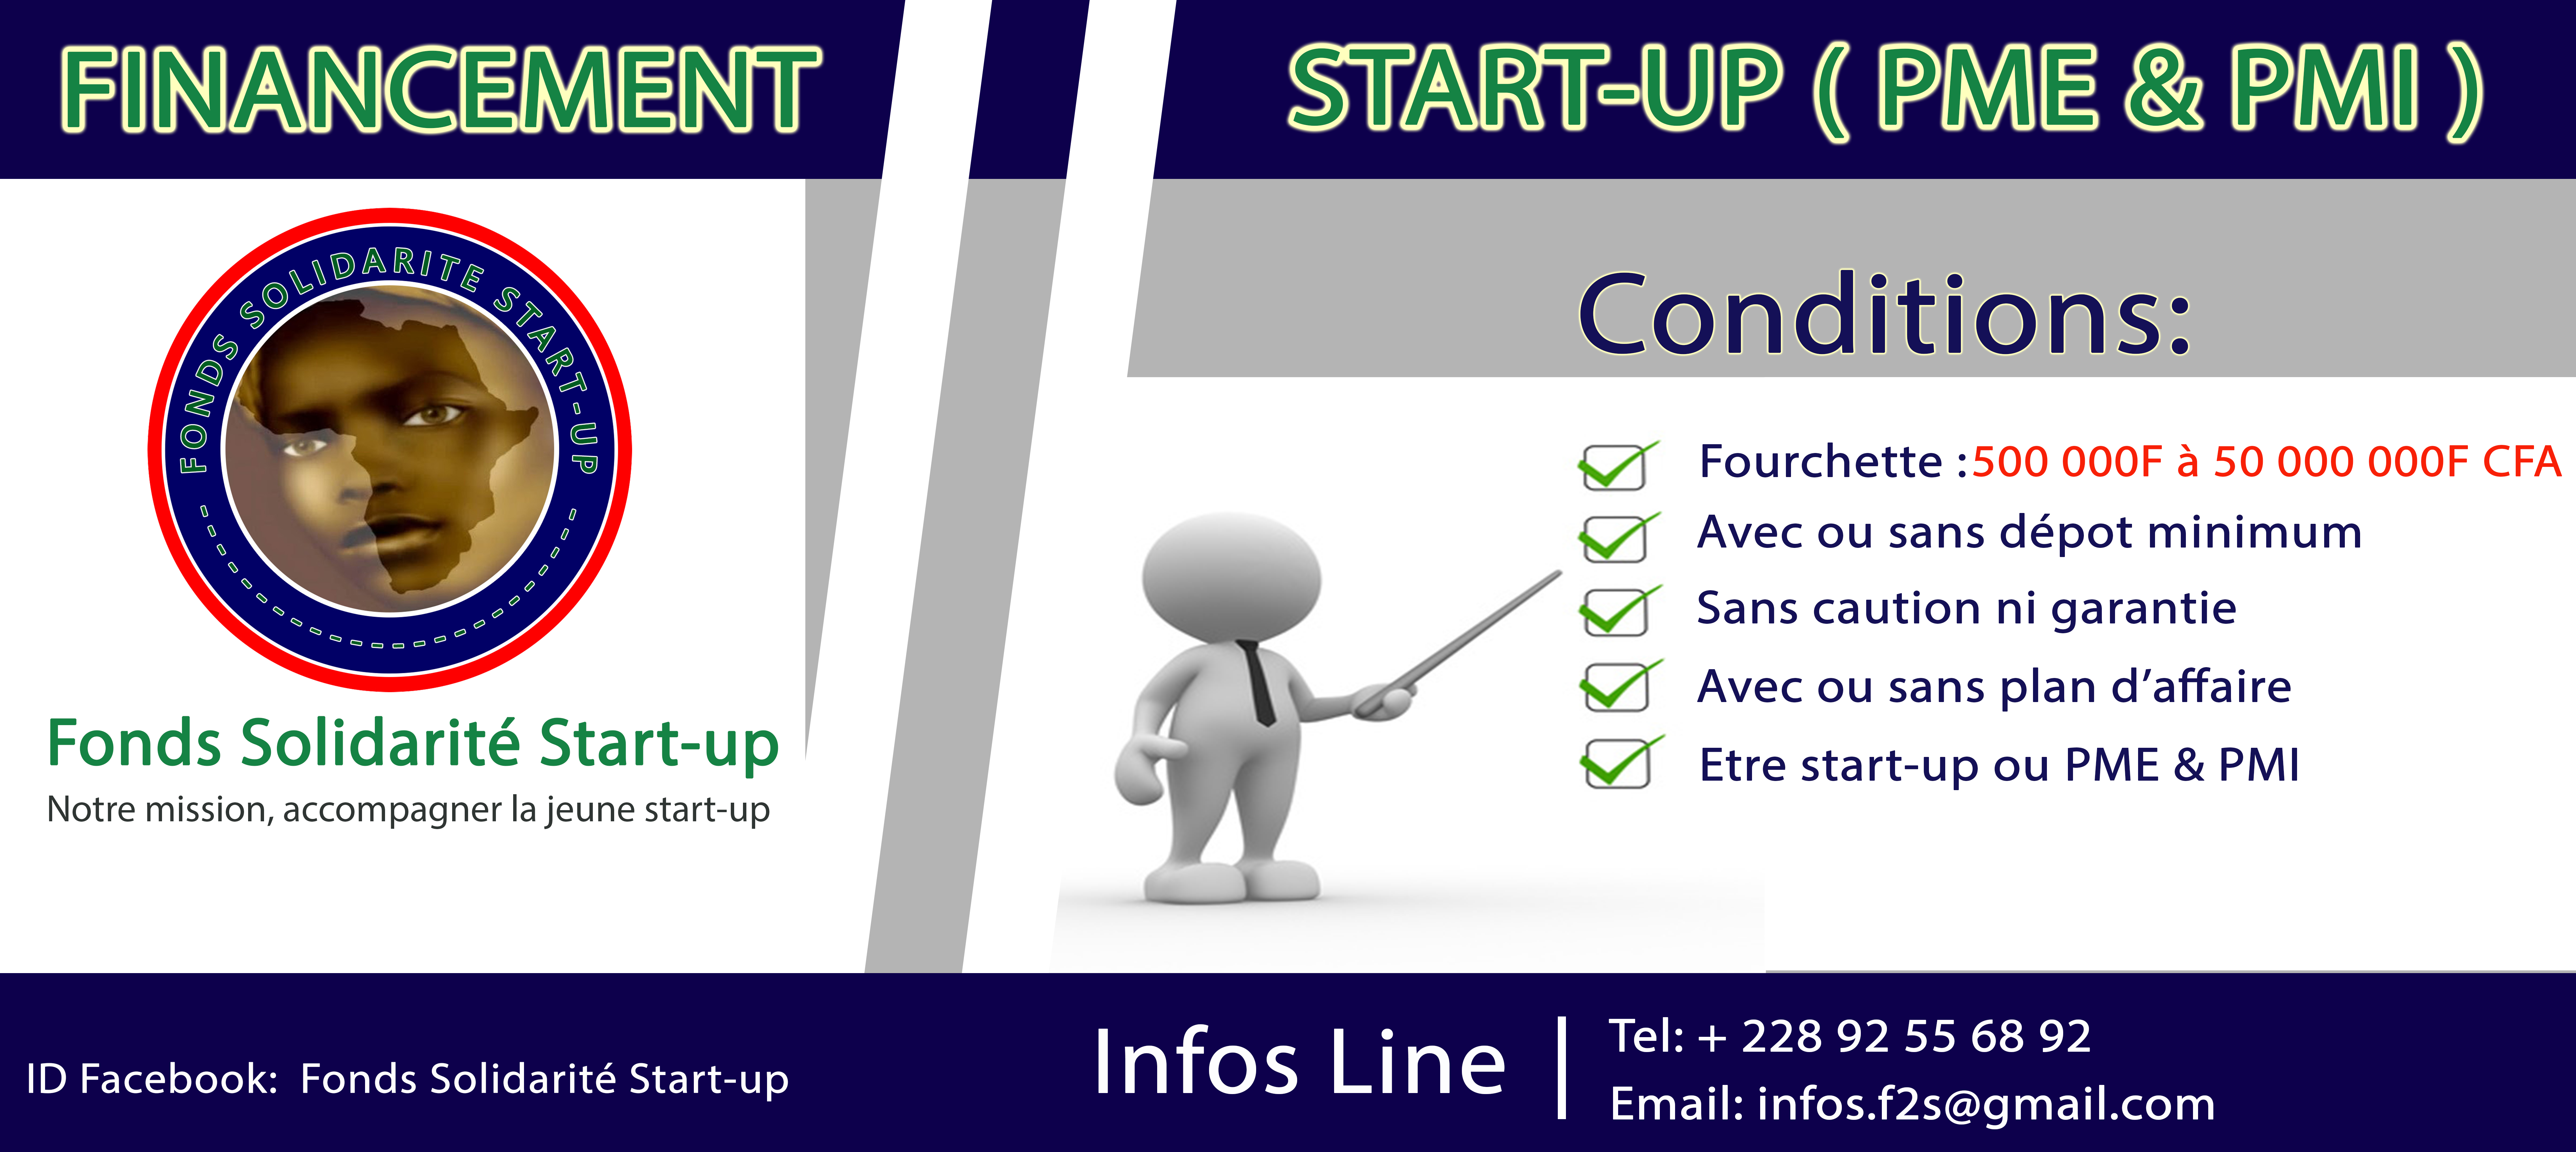 FINANCEMENT
START-UP ( PME & PMI )
FONDS SOLIDARITE START-UP
Fonds Solidarité Start-up
Notre mission, accompagner la jeune start-up
Conditions:
Fourchette :500 000F à 50 000 000F CFA
Avec ou sans dépot minimum
Sans caution ni garantie
Avec ou sans plan d’affaire
Etre start-up ou PME & PMI
ID Facebook: Fonds Solidarité Start-up
Infos Line
Tel: + 228 92 55 68 92
Email: infos.f2s@gmail.com